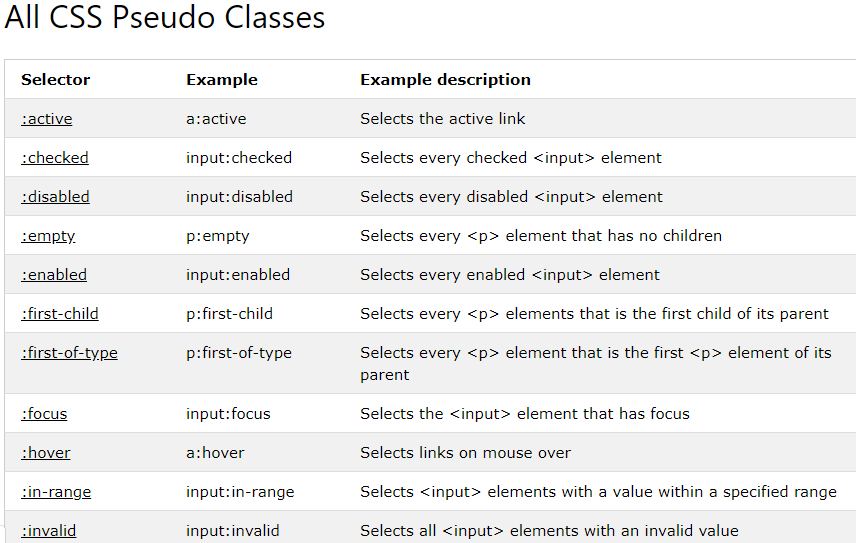 All CSS Pseudo Classes
Selector Example Example description
:active a:active Selects the active link
:checked input:checked Selects every checked <input> element
:disabled input:disabled Selects every disabled <input> element
:empty p:empty Selects every <p> element that has no children
:enabled input:enabled Selects every enabled <input> element
:first-child p:first-child Selects every <p> elements that is the first child of its parent
:first-of-type p:first-of-type Selects every <p> element that is the first <p> element of its
parent
:focus input:focus Selects the <input> element that has focus
:hover a:hover Selects links on mouse over
:in-range input:in-range Selects <input> elements with a value within a specified range
:invalid input:invalid Selects all <input> elements with an invalid value